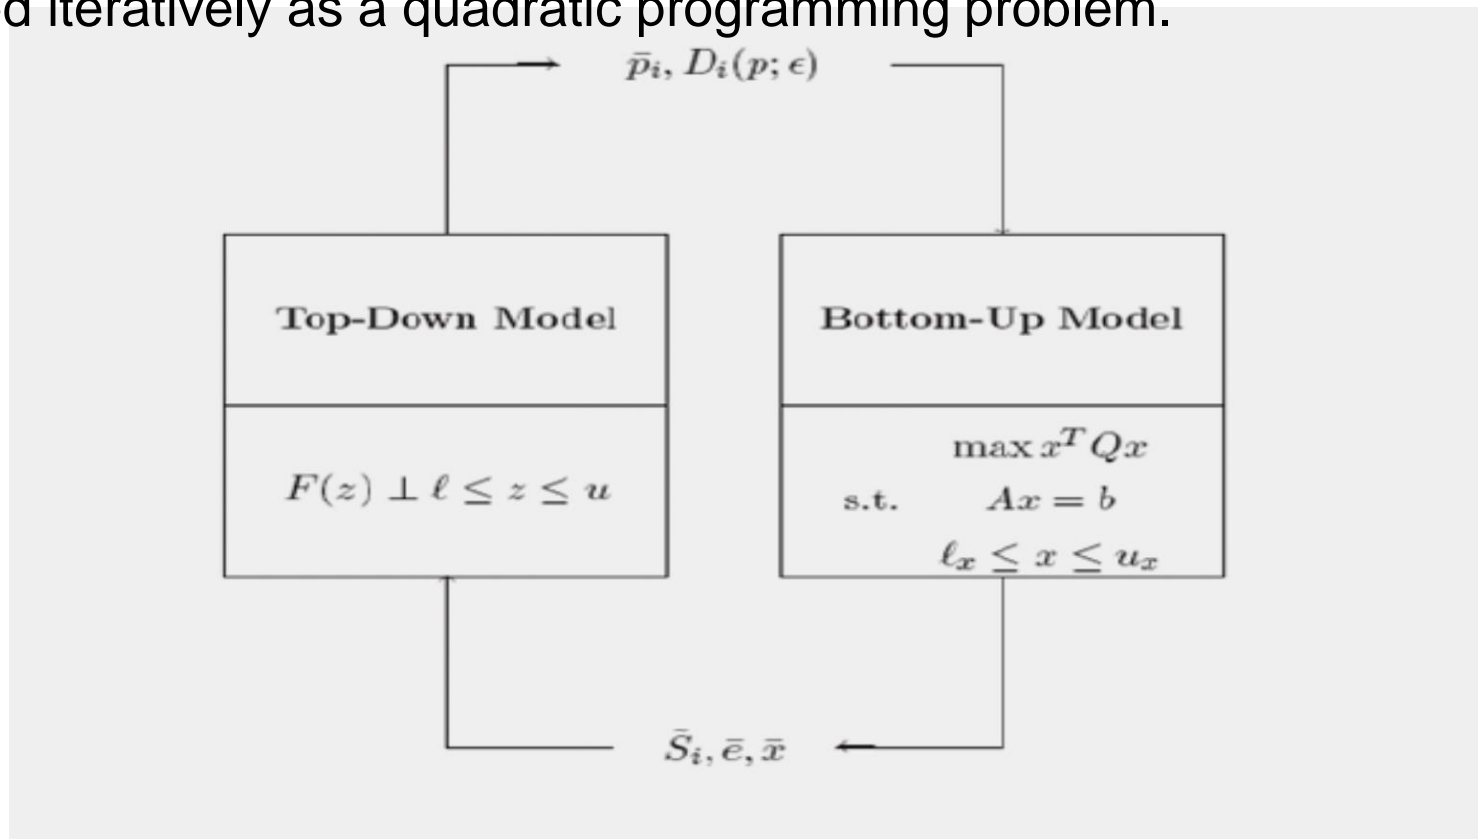 d iteratively as a quadratic programming problem.
p̄ᵢ, Dᵢ(p; ϵ)
Top-Down Model
Bottom-Up Model
F(z) ⊥ ℓ ≤ z ≤ u
max xᵀQx
s.t. Ax = b
ℓₓ ≤ x ≤ uₓ
S̄ᵢ, ē, x̄